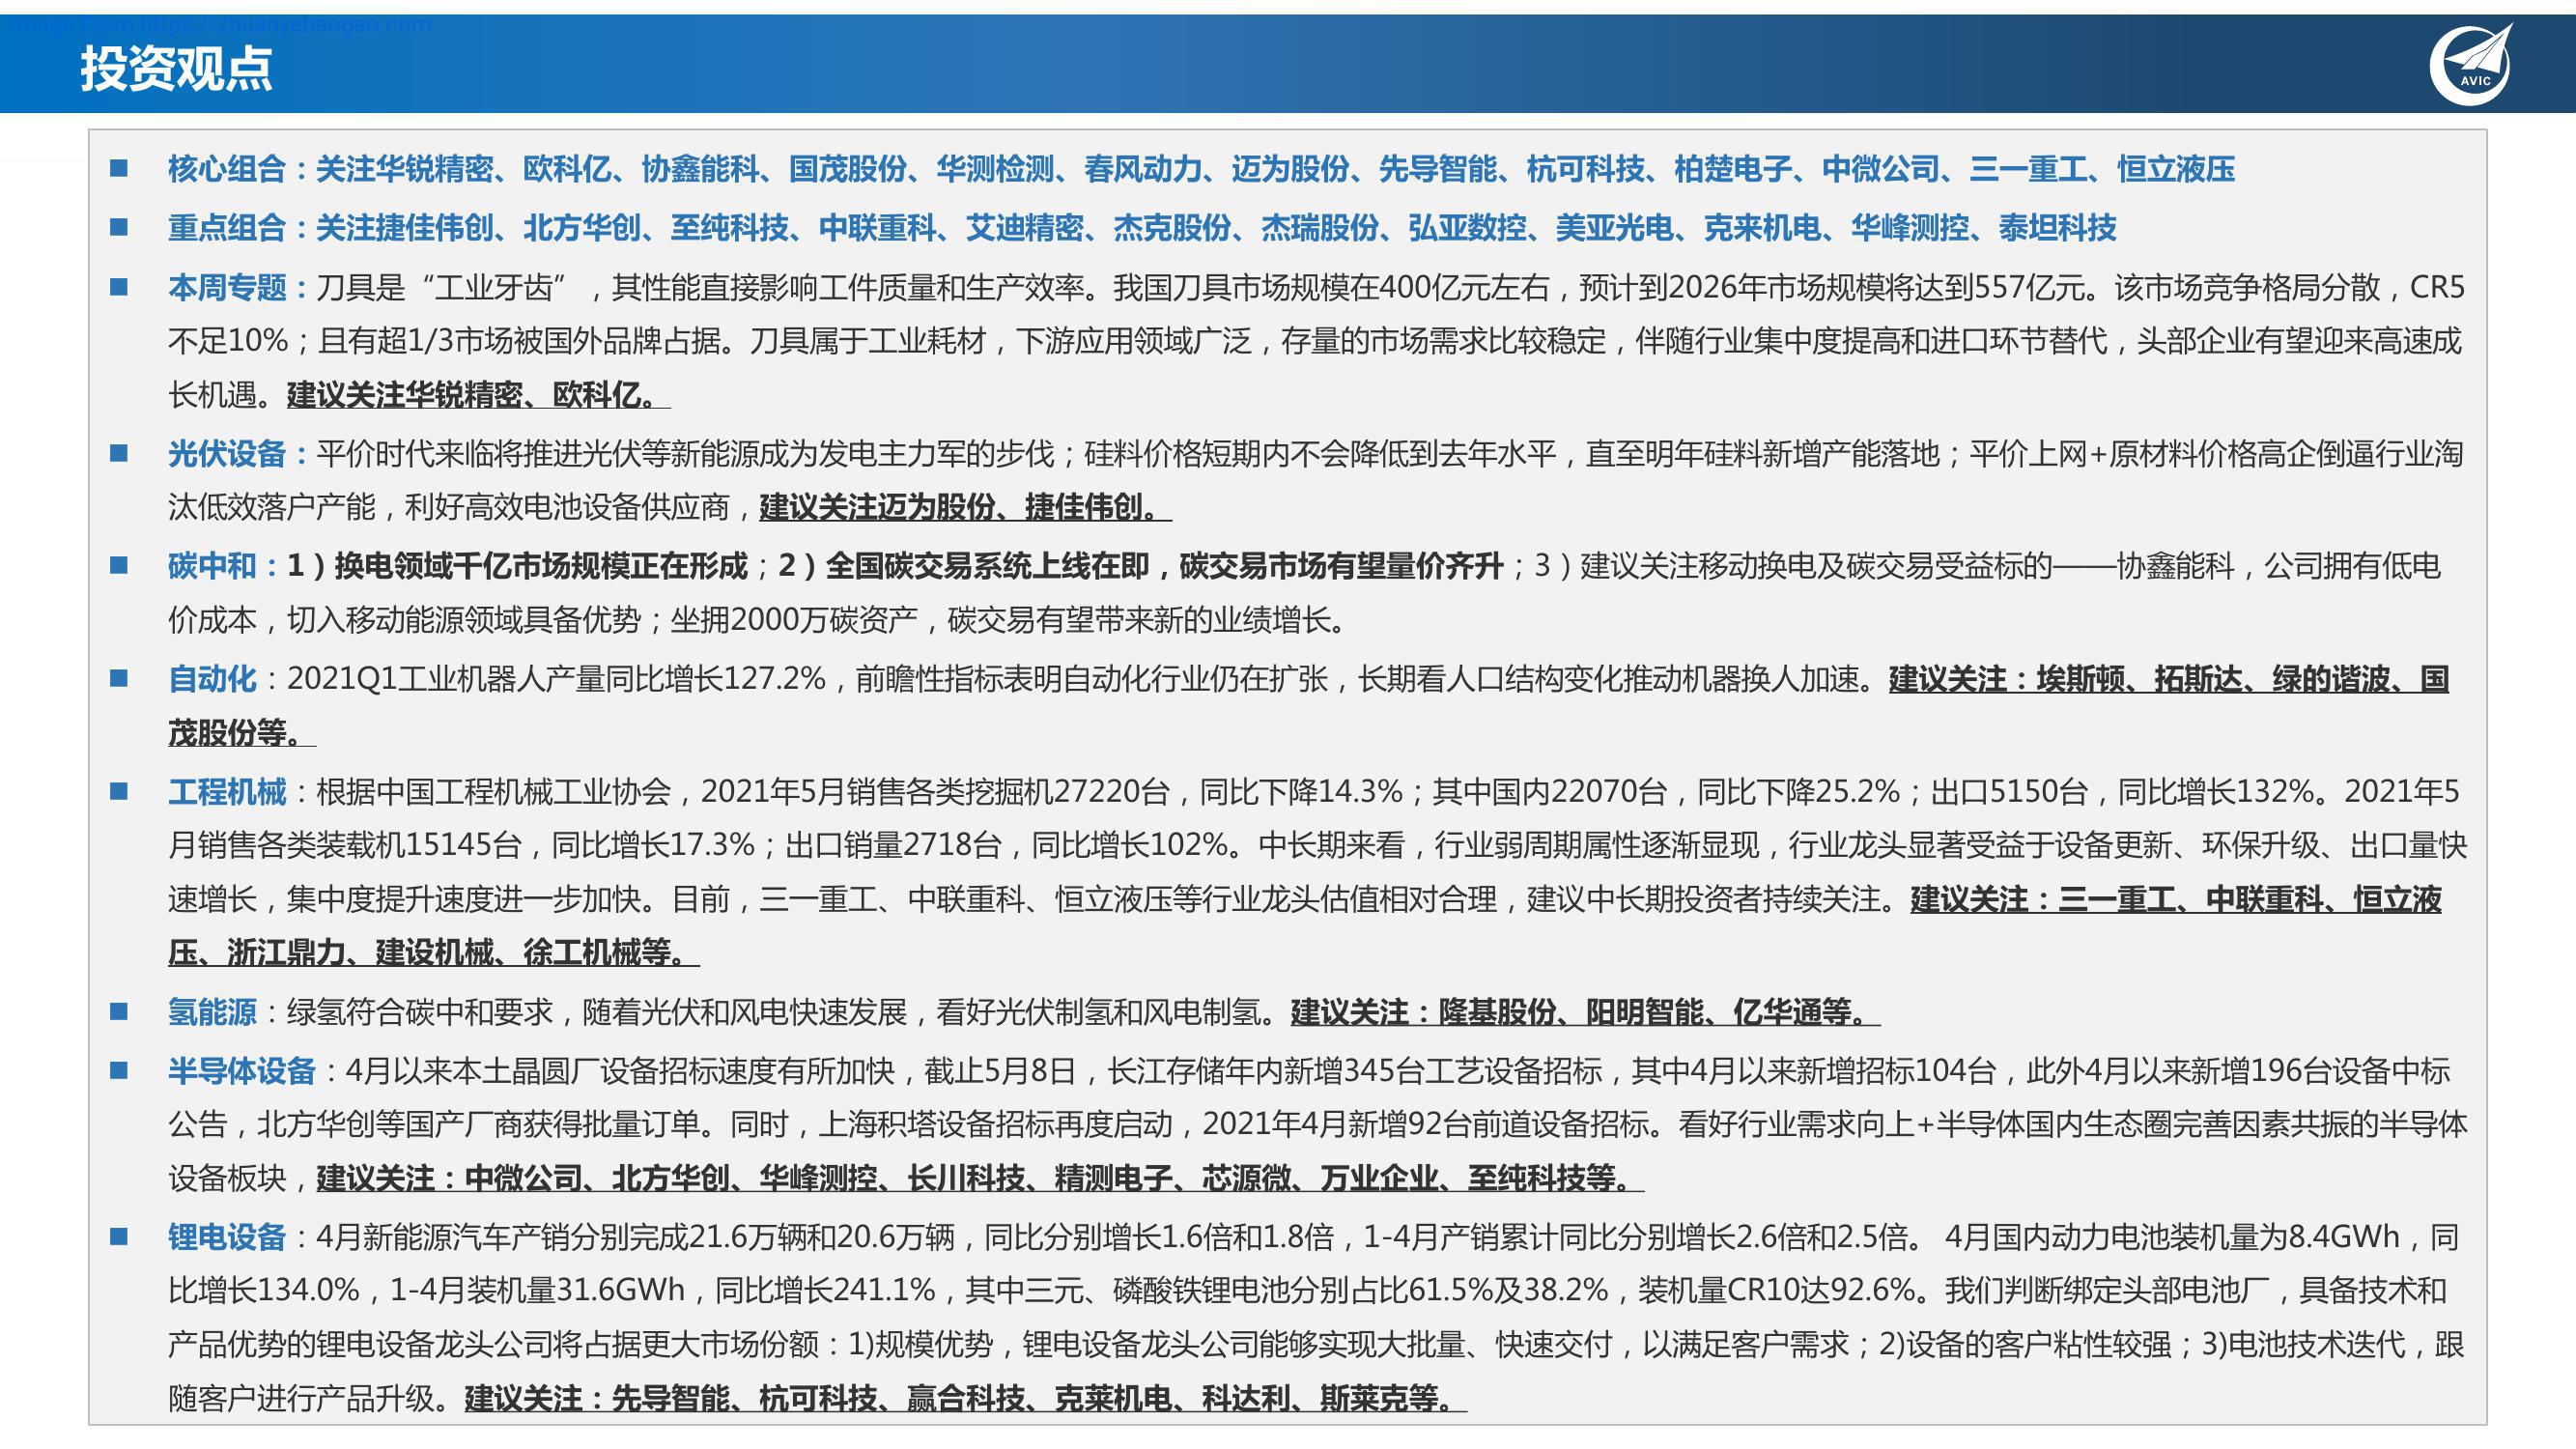 Image From https://zhuanyebaogao.com
投资观点
AVIC
■ 核心组合：关注华锐精密、欧科亿、协鑫能科、国茂股份、华测检测、春风动力、迈为股份、先导智能、杭可科技、柏楚电子、中微公司、三一重工、恒立液压
■ 重点组合：关注捷佳伟创、北方华创、至纯科技、中联重科、艾迪精密、杰克股份、杰瑞股份、弘亚数控、美亚光电、克来机电、华峰测控、泰坦科技
■ 本周专题：刀具是“工业牙齿”，其性能直接影响工件质量和生产效率。我国刀具市场规模在400亿元左右，预计到2026年市场规模将达到557亿元。该市场竞争格局分散，CR5
不足10%；且有超1/3市场被国外品牌占据。刀具属于工业耗材，下游应用领域广泛，存量的市场需求比较稳定，伴随行业集中度提高和进口环节替代，头部企业有望迎来高速成
长机遇。建议关注华锐精密、欧科亿。
■ 光伏设备：平价时代来临将推进光伏等新能源成为发电主力军的步伐；硅料价格短期内不会降低到去年水平，直至明年硅料新增产能落地；平价上网+原材料价格高企倒逼行业淘
汰低效落户产能，利好高效电池设备供应商，建议关注迈为股份、捷佳伟创。
■ 碳中和：1）换电领域千亿市场规模正在形成；2）全国碳交易系统上线在即，碳交易市场有望量价齐升；3）建议关注移动换电及碳交易受益标的——协鑫能科，公司拥有低电
价成本，切入移动能源领域具备优势；坐拥2000万碳资产，碳交易有望带来新的业绩增长。
■ 自动化：2021Q1工业机器人产量同比增长127.2%，前瞻性指标表明自动化行业仍在扩张，长期看人口结构变化推动机器换人加速。建议关注：埃斯顿、拓斯达、绿的谐波、国
茂股份等。
■ 工程机械：根据中国工程机械工业协会，2021年5月销售各类挖掘机27220台，同比下降14.3%；其中国内22070台，同比下降25.2%；出口5150台，同比增长132%。2021年5
月销售各类装载机15145台，同比增长17.3%；出口销量2718台，同比增长102%。中长期来看，行业弱周期属性逐渐显现，行业龙头显著受益于设备更新、环保升级、出口量快
速增长，集中度提升速度进一步加快。目前，三一重工、中联重科、恒立液压等行业龙头估值相对合理，建议中长期投资者持续关注。建议关注：三一重工、中联重科、恒立液
压、浙江鼎力、建设机械、徐工机械等。
■ 氢能源：绿氢符合碳中和要求，随着光伏和风电快速发展，看好光伏制氢和风电制氢。建议关注：隆基股份、阳明智能、亿华通等。
■ 半导体设备：4月以来本土晶圆厂设备招标速度有所加快，截止5月8日，长江存储年内新增345台工艺设备招标，其中4月以来新增招标104台，此外4月以来新增196台设备中标
公告，北方华创等国产厂商获得批量订单。同时，上海积塔设备招标再度启动，2021年4月新增92台前道设备招标。看好行业需求向上+半导体国内生态圈完善因素共振的半导体
设备板块，建议关注：中微公司、北方华创、华峰测控、长川科技、精测电子、芯源微、万业企业、至纯科技等。
■ 锂电设备：4月新能源汽车产销分别完成21.6万辆和20.6万辆，同比分别增长1.6倍和1.8倍，1-4月产销累计同比分别增长2.6倍和2.5倍。 4月国内动力电池装机量为8.4GWh，同
比增长134.0%，1-4月装机量31.6GWh，同比增长241.1%，其中三元、磷酸铁锂电池分别占比61.5%及38.2%，装机量CR10达92.6%。我们判断绑定头部电池厂，具备技术和
产品优势的锂电设备龙头公司将占据更大市场份额：1)规模优势，锂电设备龙头公司能够实现大批量、快速交付，以满足客户需求；2)设备的客户粘性较强；3)电池技术迭代，跟
随客户进行产品升级。建议关注：先导智能、杭可科技、赢合科技、克莱机电、科达利、斯莱克等。